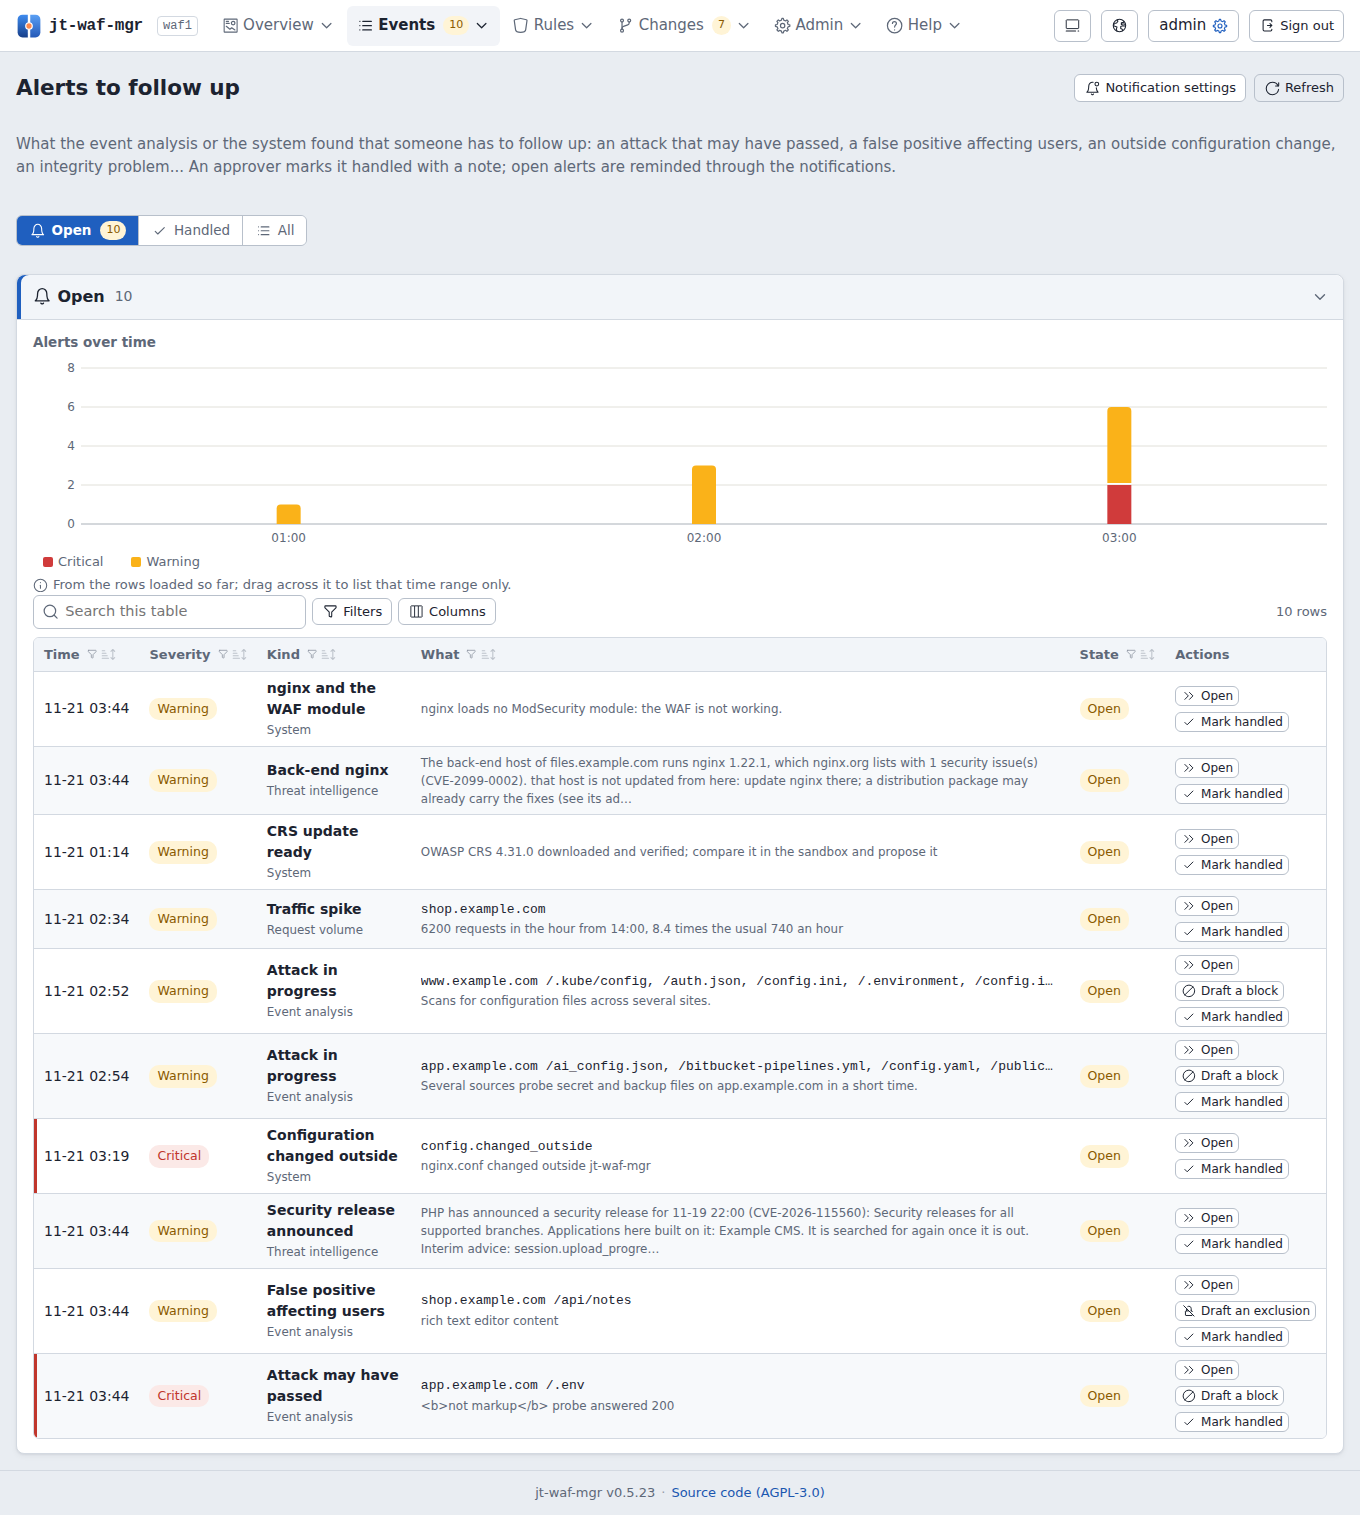 jt-waf-mgr waf1 Overview Events 10 Rules Changes 7 Admin Help admin Sign out
Alerts to follow up
Notification settings Refresh
What the event analysis or the system found that someone has to follow up: an attack that may have passed, a false positive affecting users, an outside configuration change,
an integrity problem... An approver marks it handled with a note; open alerts are reminded through the notifications.
Open 10 Handled All
Open 10
Alerts over time
8
6
4
2
0
01:00 02:00 03:00
Critical Warning
From the rows loaded so far; drag across it to list that time range only.
Search this table Filters Columns 10 rows
Time Severity Kind What State Actions
11-21 03:44 Warning
nginx and the
WAF module
System
nginx loads no ModSecurity module: the WAF is not working.
Open
Open
Mark handled
11-21 03:44 Warning
Back-end nginx
Threat intelligence
The back-end host of files.example.com runs nginx 1.22.1, which nginx.org lists with 1 security issue(s)
(CVE-2099-0002). that host is not updated from here: update nginx there; a distribution package may
already carry the fixes (see its ad…
Open
Open
Mark handled
11-21 01:14 Warning
CRS update
ready
System
OWASP CRS 4.31.0 downloaded and verified; compare it in the sandbox and propose it
Open
Open
Mark handled
11-21 02:34 Warning
Traffic spike
Request volume
shop.example.com
6200 requests in the hour from 14:00, 8.4 times the usual 740 an hour
Open
Open
Mark handled
11-21 02:52 Warning
Attack in
progress
Event analysis
www.example.com /.kube/config, /auth.json, /config.ini, /.environment, /config.i…
Scans for configuration files across several sites.
Open
Open
Draft a block
Mark handled
11-21 02:54 Warning
Attack in
progress
Event analysis
app.example.com /ai_config.json, /bitbucket-pipelines.yml, /config.yaml, /public…
Several sources probe secret and backup files on app.example.com in a short time.
Open
Open
Draft a block
Mark handled
11-21 03:19 Critical
Configuration
changed outside
System
config.changed_outside
nginx.conf changed outside jt-waf-mgr
Open
Open
Mark handled
11-21 03:44 Warning
Security release
announced
Threat intelligence
PHP has announced a security release for 11-19 22:00 (CVE-2026-115560): Security releases for all
supported branches. Applications here built on it: Example CMS. It is searched for again once it is out.
Interim advice: session.upload_progre…
Open
Open
Mark handled
11-21 03:44 Warning
False positive
affecting users
Event analysis
shop.example.com /api/notes
rich text editor content
Open
Open
Draft an exclusion
Mark handled
11-21 03:44 Critical
Attack may have
passed
Event analysis
app.example.com /.env
<b>not markup</b> probe answered 200
Open
Open
Draft a block
Mark handled
jt-waf-mgr v0.5.23 · Source code (AGPL-3.0)